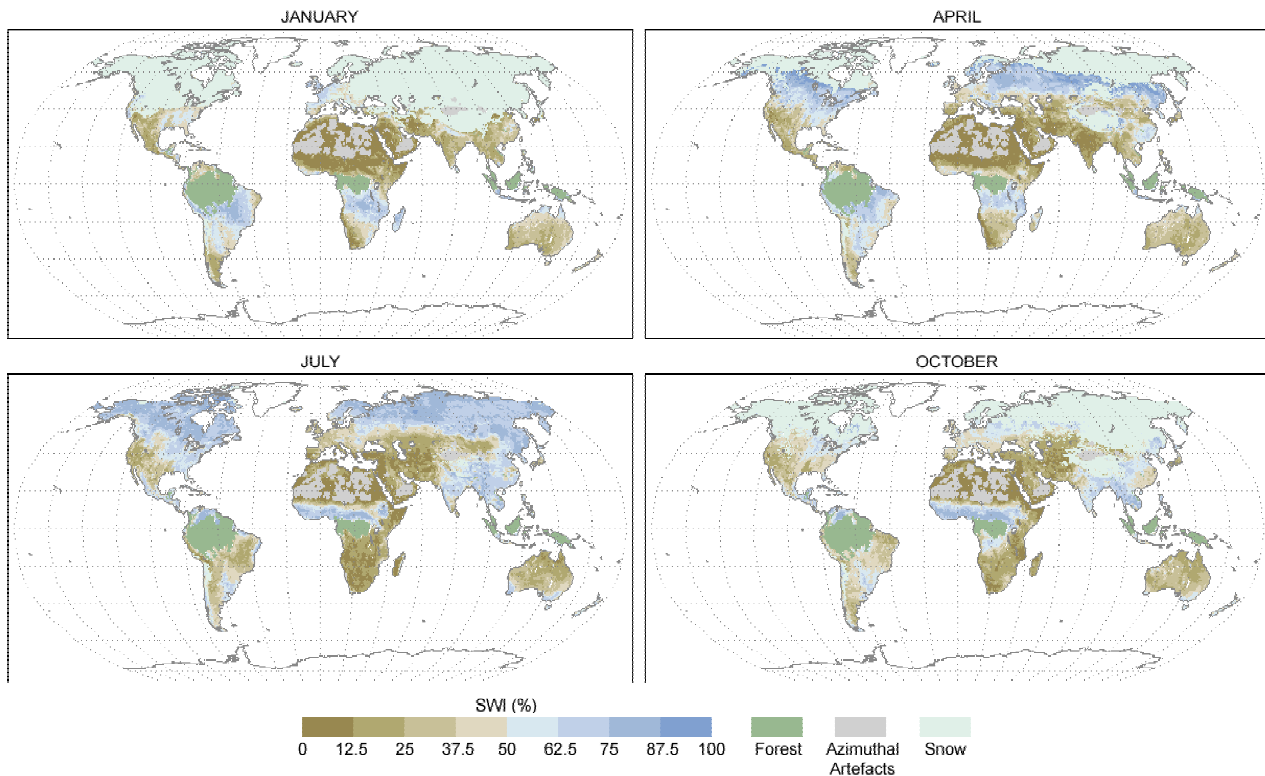 JANUARY
APRIL
JULY
OCTOBER
SWI (%)
0 12.5 25 37.5 50 62.5 75 87.5 100
Forest
Azimuthal
Artefacts
Snow